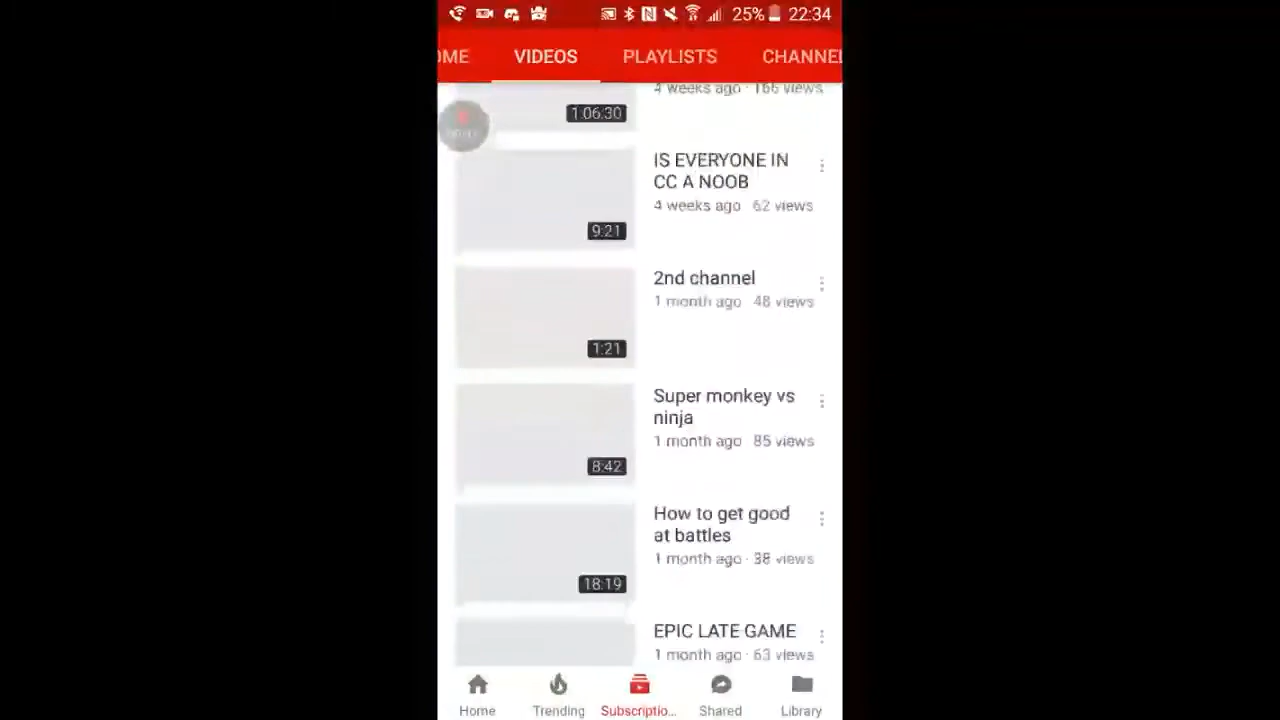 25% 22:34
OME VIDEOS PLAYLISTS CHANNEL
4 weeks ago · 166 views
1:06:30
IS EVERYONE IN
CC A NOOB
4 weeks ago 62 views
9:21
2nd channel
1 month ago 48 views
1:21
Super monkey vs
ninja
1 month ago 85 views
8:42
How to get good
at battles
1 month ago · 38 views
18:19
EPIC LATE GAME
1 month ago · 63 views
Home Trending Subscriptio... Shared Library